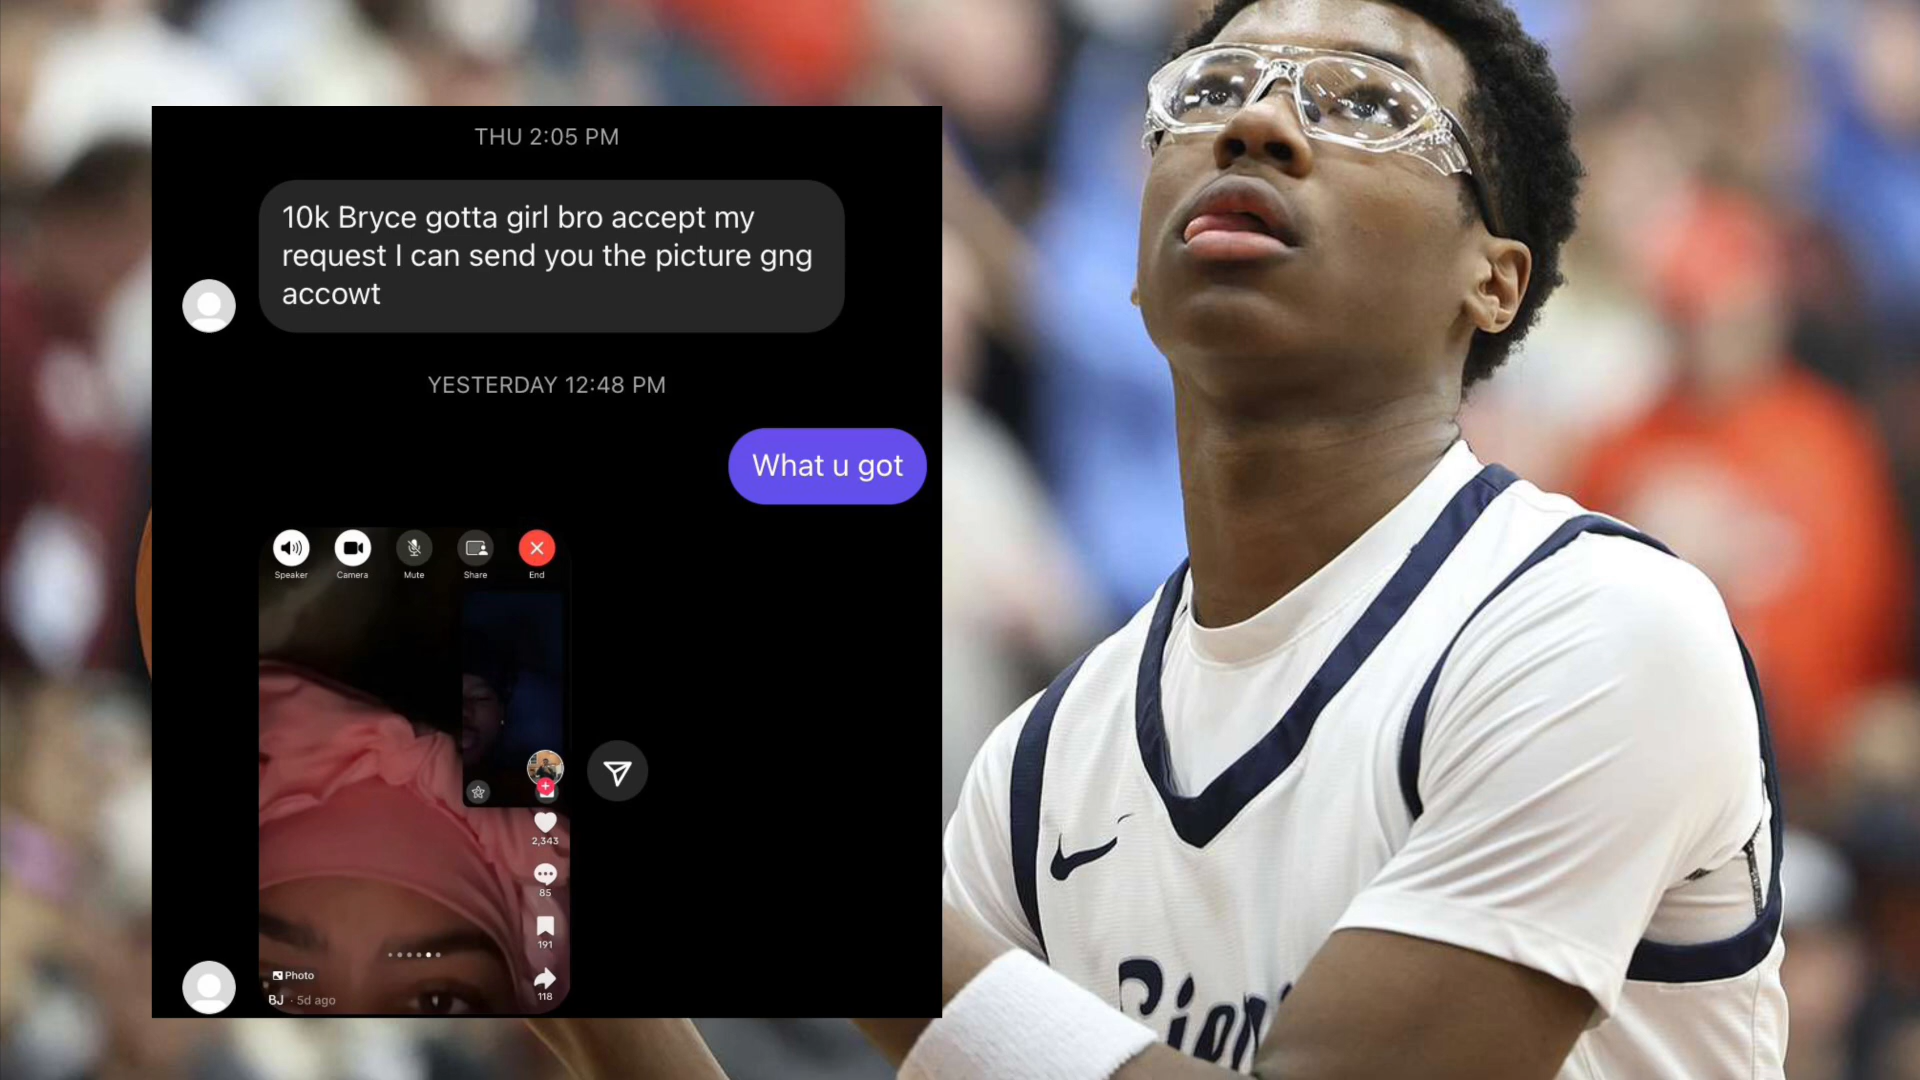 THU 2:05 PM
10k Bryce gotta girl bro accept my
request I can send you the picture gng
accowt
YESTERDAY 12:48 PM
What u got
Speaker
Camera
Mute
Share
End
2,343
85
191
118
Photo
BJ · 5d ago